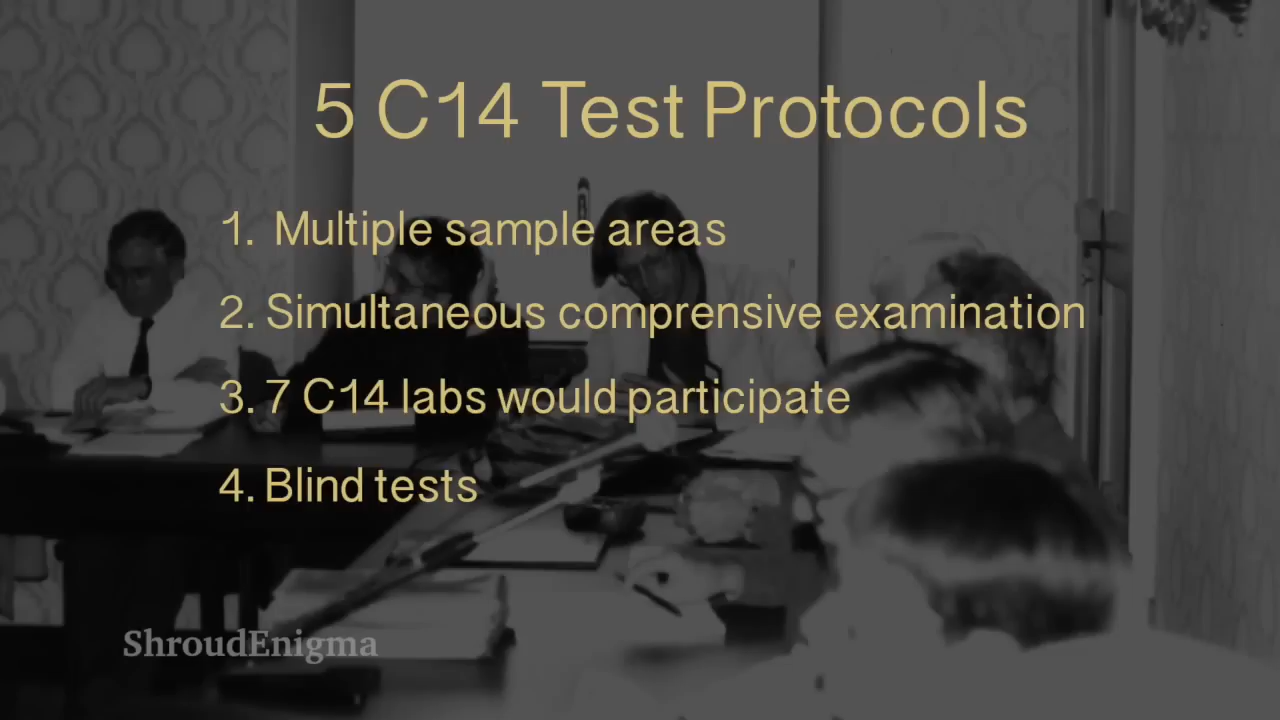 5 C14 Test Protocols
1. Multiple sample areas
2. Simultaneous comprensive examination
3. 7 C14 labs would participate
4. Blind tests
ShroudEnigma